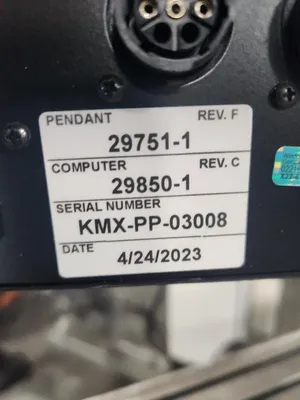 PENDANT REV. F
29751-1
COMPUTER REV. C
29850-1
SERIAL NUMBER
KMX-PP-03008
DATE
4/24/2023